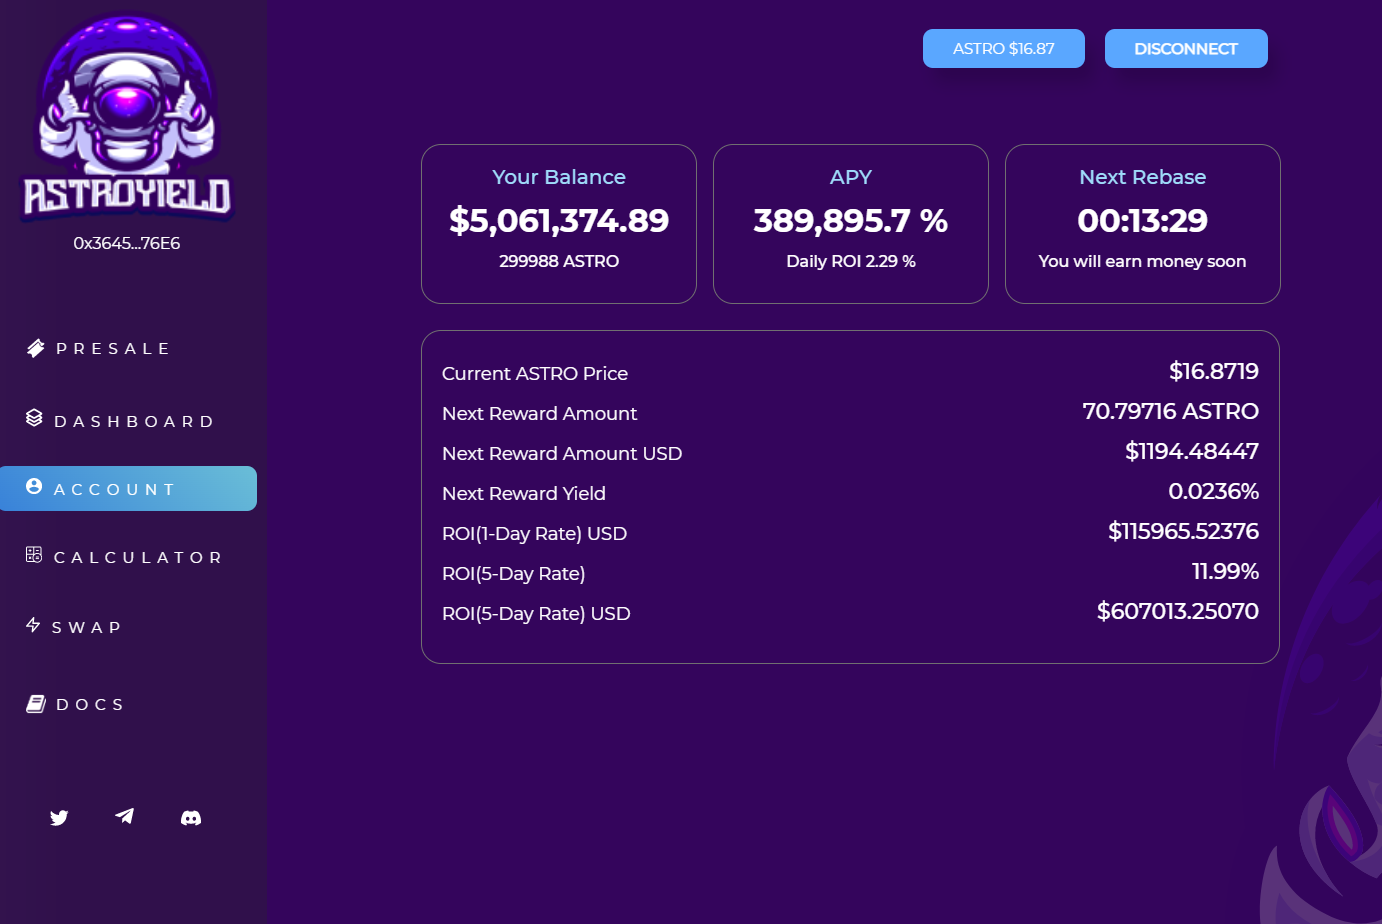 ASTROYIELD
0x3645...76E6
PRESALE
DASHBOARD
ACCOUNT
CALCULATOR
SWAP
DOCS
ASTRO $16.87
DISCONNECT
Your Balance
$5,061,374.89
299988 ASTRO
APY
389,895.7 %
Daily ROI 2.29 %
Next Rebase
00:13:29
You will earn money soon
Current ASTRO Price $16.8719
Next Reward Amount 70.79716 ASTRO
Next Reward Amount USD $1194.48447
Next Reward Yield 0.0236%
ROI(1-Day Rate) USD $115965.52376
ROI(5-Day Rate) 11.99%
ROI(5-Day Rate) USD $607013.25070